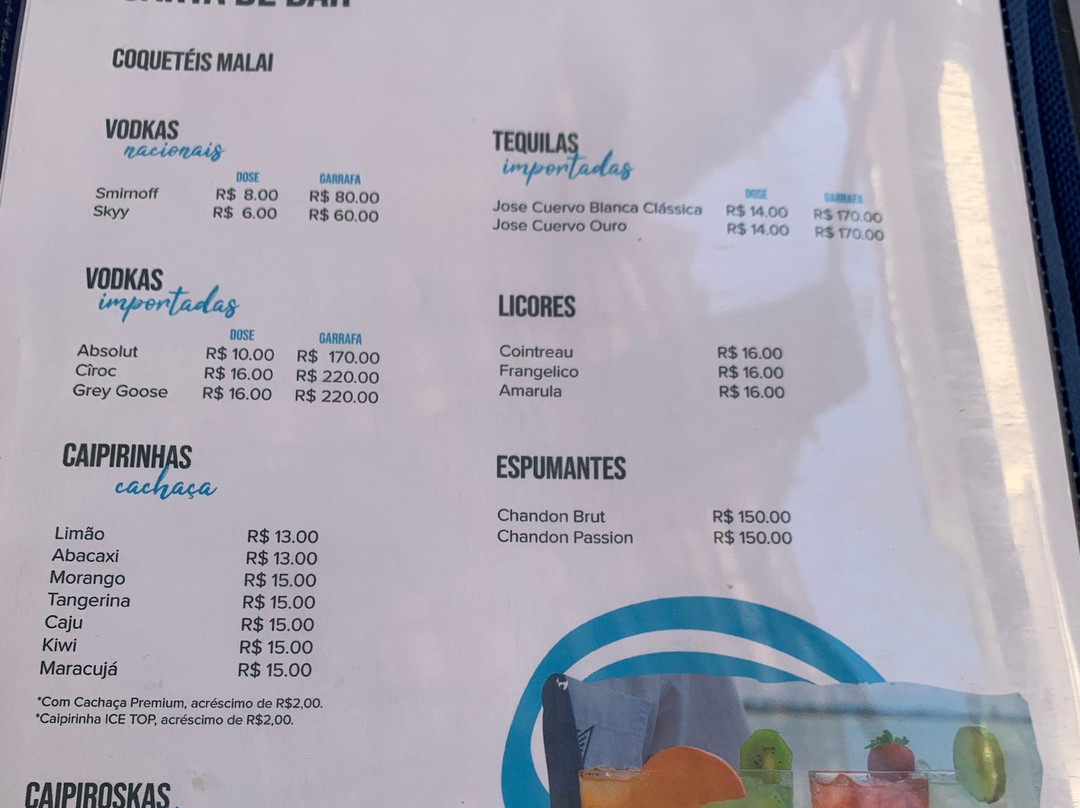 CARTA DE BAR
COQUETÉIS MALAI
VODKAS
nacionais
DOSE GARRAFA
Smirnoff R$ 8.00 R$ 80.00
Skyy R$ 6.00 R$ 60.00
VODKAS
importadas
DOSE GARRAFA
Absolut R$ 10.00 R$ 170.00
Cîroc R$ 16.00 R$ 220.00
Grey Goose R$ 16.00 R$ 220.00
CAIPIRINHAS
cachaça
Limão R$ 13.00
Abacaxi R$ 13.00
Morango R$ 15.00
Tangerina R$ 15.00
Caju R$ 15.00
Kiwi R$ 15.00
Maracujá R$ 15.00
*Com Cachaça Premium, acréscimo de R$2,00.
*Caipirinha ICE TOP, acréscimo de R$2,00.
CAIPIROSKAS
TEQUILAS
importadas
DOSE GARRAFA
Jose Cuervo Blanca Clássica R$ 14.00 R$ 170.00
Jose Cuervo Ouro R$ 14.00 R$ 170.00
LICORES
Cointreau R$ 16.00
Frangelico R$ 16.00
Amarula R$ 16.00
ESPUMANTES
Chandon Brut R$ 150.00
Chandon Passion R$ 150.00